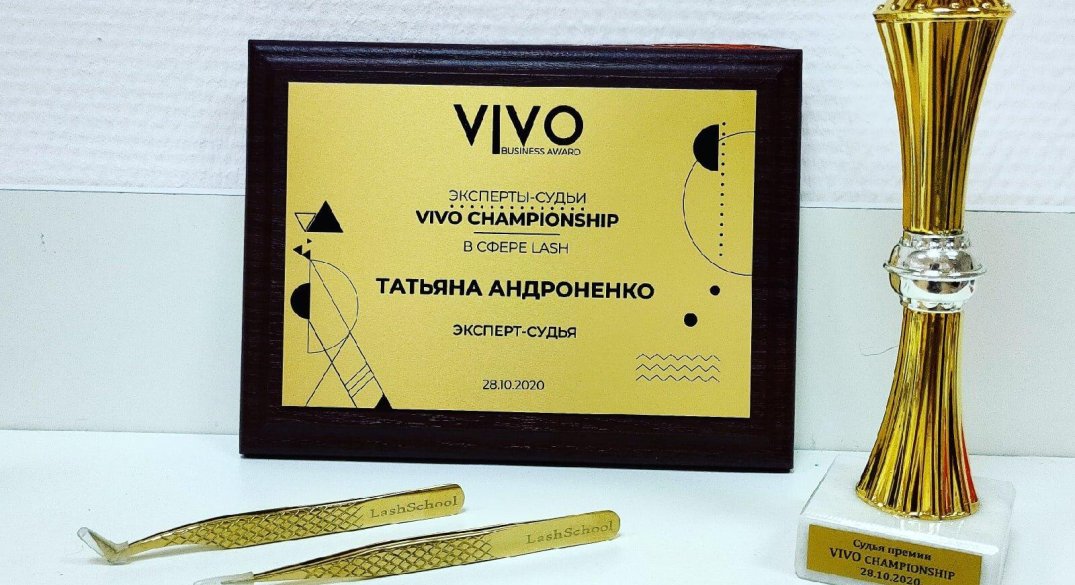 VIVO
BUSINESS AWARD
ЭКСПЕРТЫ-СУДЬИ
VIVO CHAMPIONSHIP
В СФЕРЕ LASH
ТАТЬЯНА АНДРОНЕНКО
ЭКСПЕРТ-СУДЬЯ
28.10.2020
LashSchool
LashSchool
Судья премии
VIVO CHAMPIONSHIP
28.10.2020